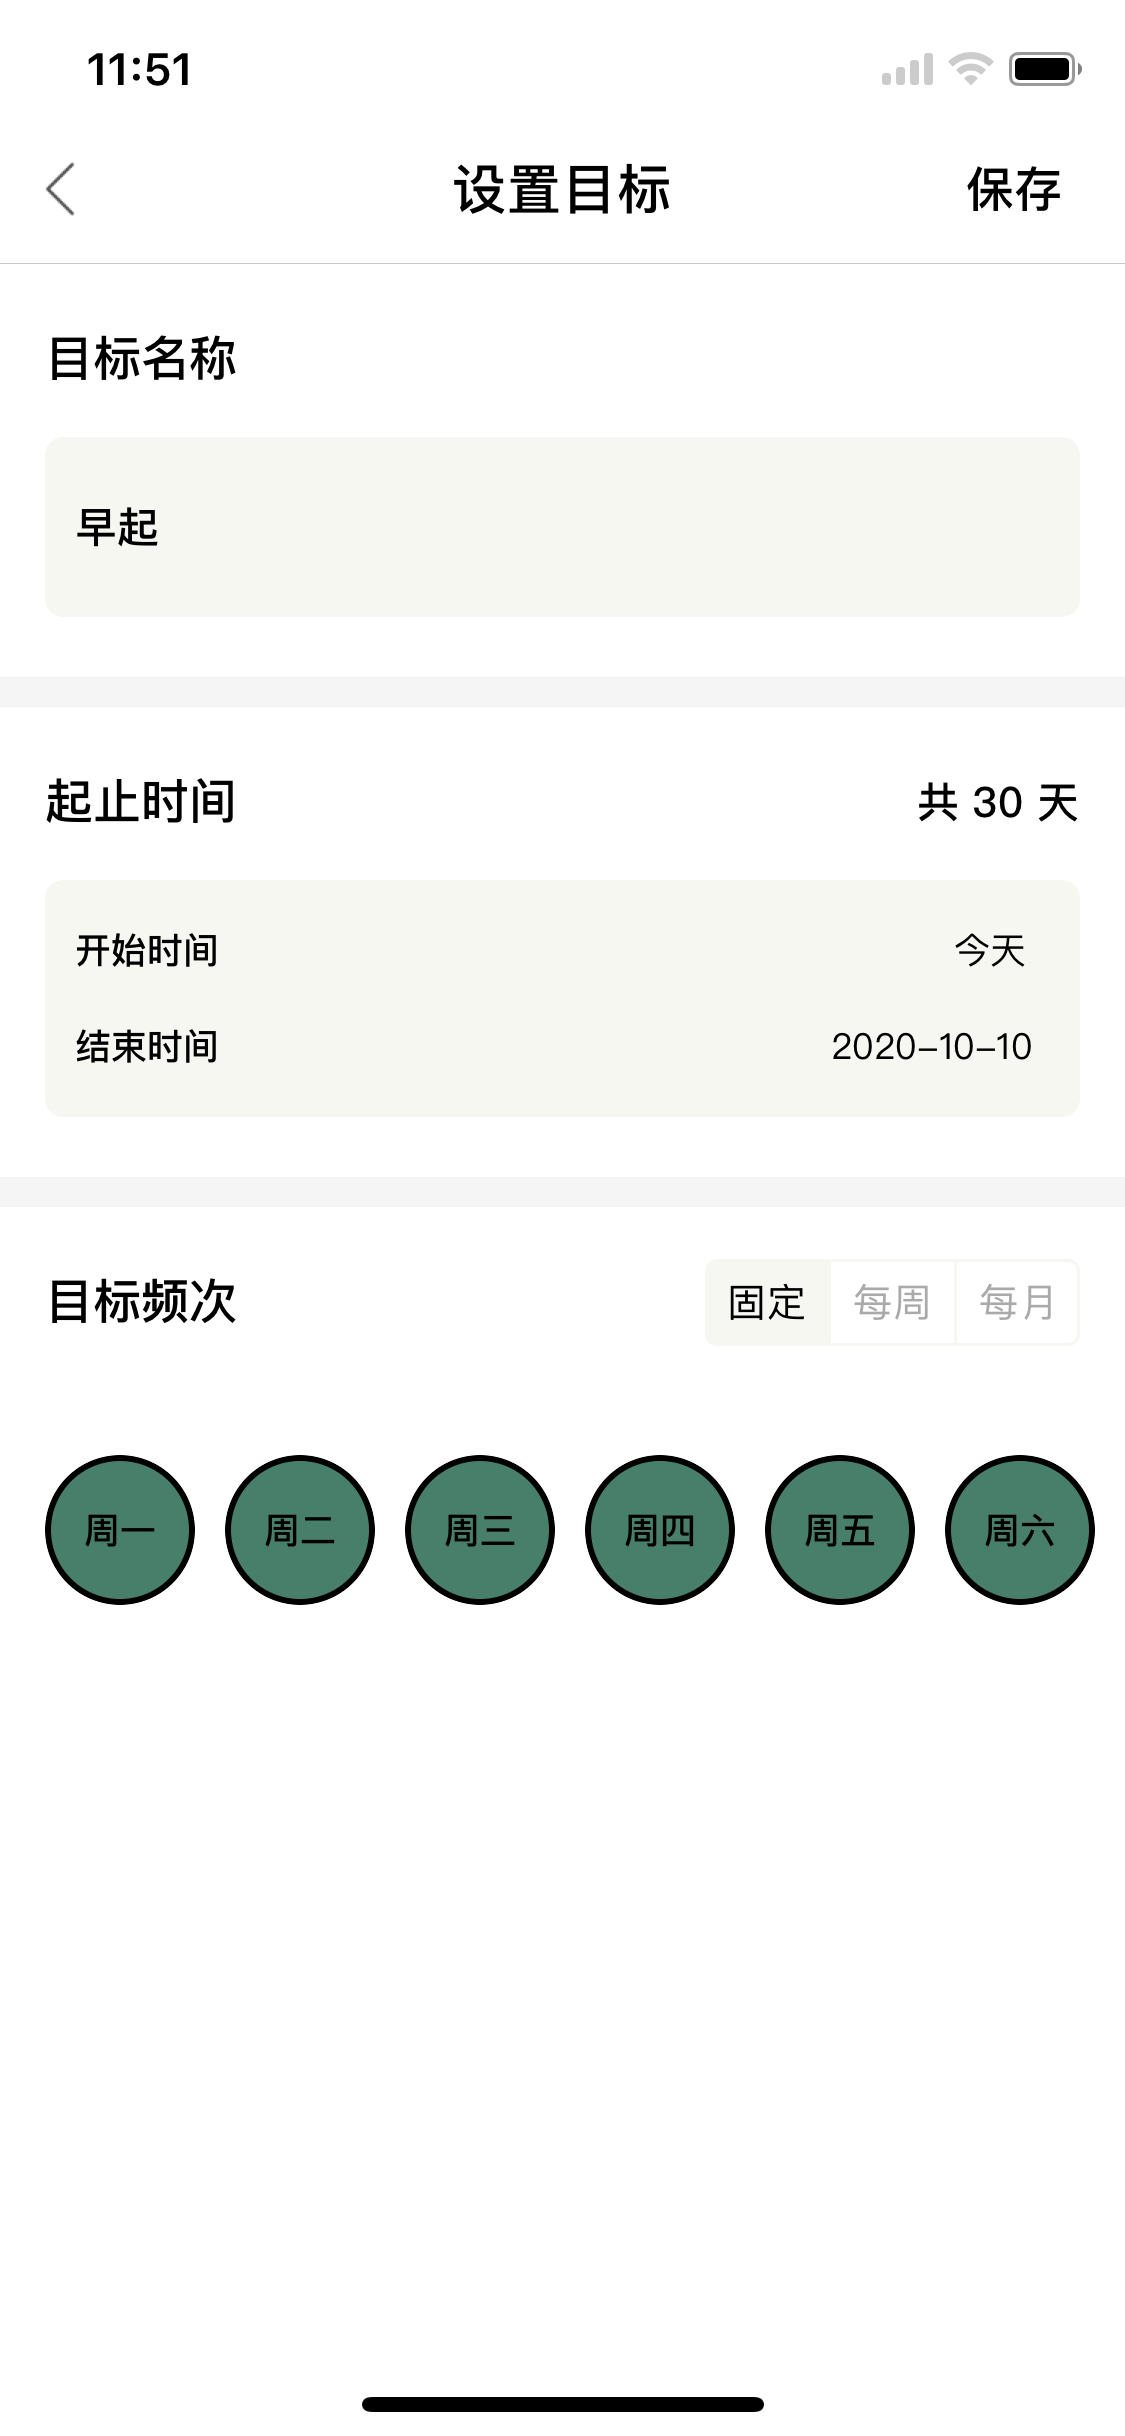 11:51
设置目标
保存
目标名称
早起
起止时间
共 30 天
开始时间
今天
结束时间
2020-10-10
目标频次
固定
每周
每月
周一
周二
周三
周四
周五
周六